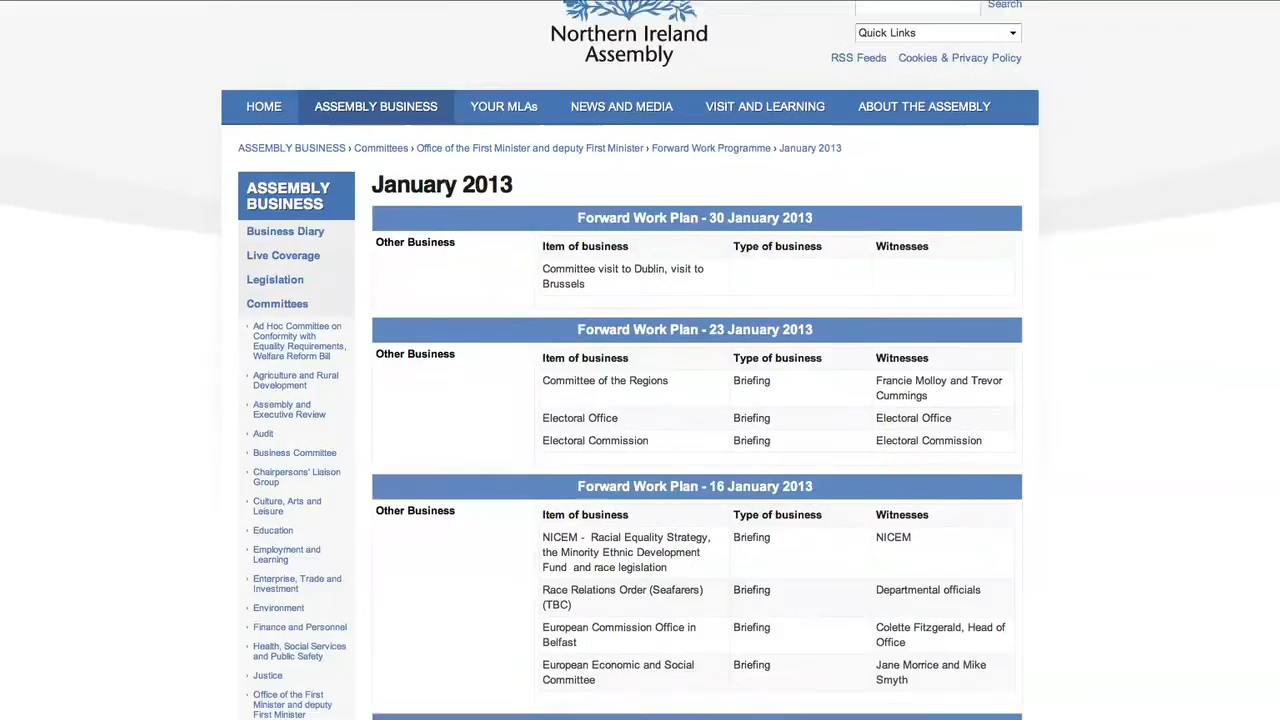 Search
Northern Ireland
Assembly
Quick Links
RSS Feeds Cookies & Privacy Policy
HOME ASSEMBLY BUSINESS YOUR MLAs NEWS AND MEDIA VISIT AND LEARNING ABOUT THE ASSEMBLY
ASSEMBLY BUSINESS › Committees › Office of the First Minister and deputy First Minister › Forward Work Programme › January 2013
ASSEMBLY
BUSINESS
Business Diary
Live Coverage
Legislation
Committees
Ad Hoc Committee on
Conformity with
Equality Requirements,
Welfare Reform Bill
Agriculture and Rural
Development
Assembly and
Executive Review
Audit
Business Committee
Chairpersons' Liaison
Group
Culture, Arts and
Leisure
Education
Employment and
Learning
Enterprise, Trade and
Investment
Environment
Finance and Personnel
Health, Social Services
and Public Safety
Justice
Office of the First
Minister and deputy
First Minister
January 2013
Forward Work Plan - 30 January 2013
Other Business
Item of business Type of business Witnesses
Committee visit to Dublin, visit to
Brussels
Forward Work Plan - 23 January 2013
Other Business
Item of business Type of business Witnesses
Committee of the Regions Briefing Francie Molloy and Trevor
Cummings
Electoral Office Briefing Electoral Office
Electoral Commission Briefing Electoral Commission
Forward Work Plan - 16 January 2013
Other Business
Item of business Type of business Witnesses
NICEM - Racial Equality Strategy, Briefing NICEM
the Minority Ethnic Development
Fund and race legislation
Race Relations Order (Seafarers) Briefing Departmental officials
(TBC)
European Commission Office in Briefing Colette Fitzgerald, Head of
Belfast Office
European Economic and Social Briefing Jane Morrice and Mike
Committee Smyth